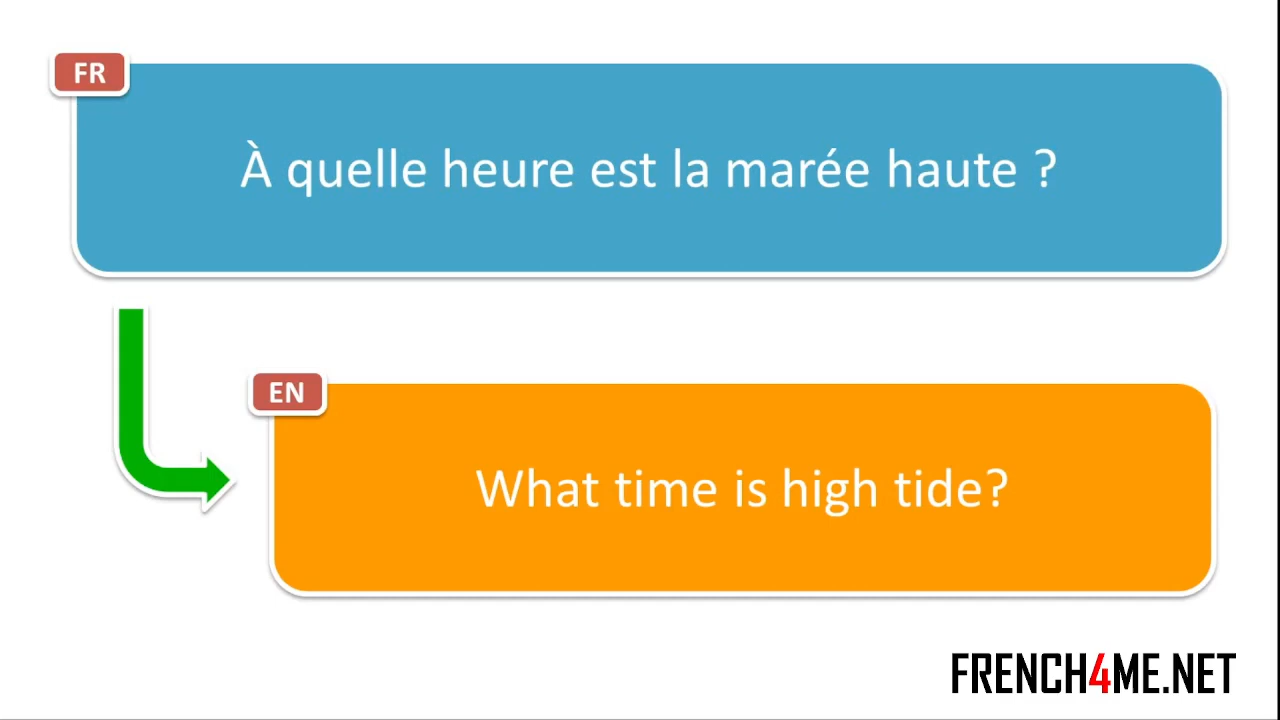 FR
À quelle heure est la marée haute ?
EN
What time is high tide?
FRENCH4ME.NET